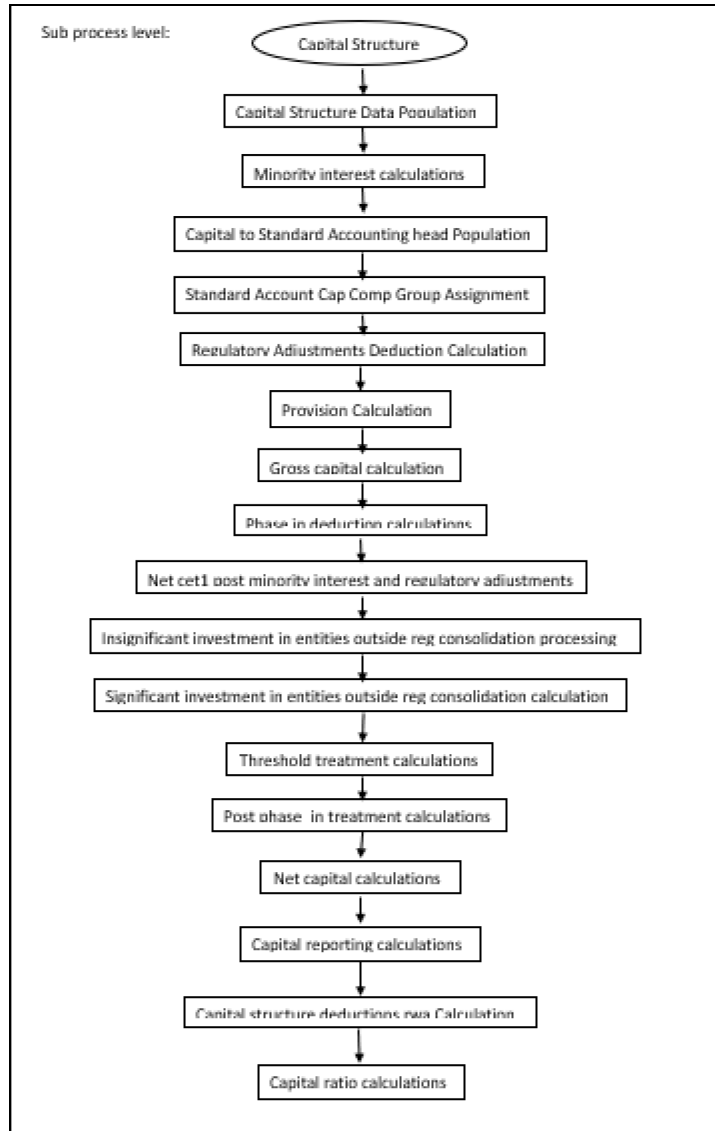 Sub process level:
Capital Structure
Capital Structure Data Population
Minority interest calculations
Capital to Standard Accounting head Population
Standard Account Cap Comp Group Assignment
Regulatory Adjustments Deduction Calculation
Provision Calculation
Gross capital calculation
Phase in deduction calculations
Net cet1 post minority interest and regulatory adjustments
Insignificant investment in entities outside reg consolidation processing
Significant investment in entities outside reg consolidation calculation
Threshold treatment calculations
Post phase in treatment calculations
Net capital calculations
Capital reporting calculations
Capital structure deductions rwa Calculation
Capital ratio calculations